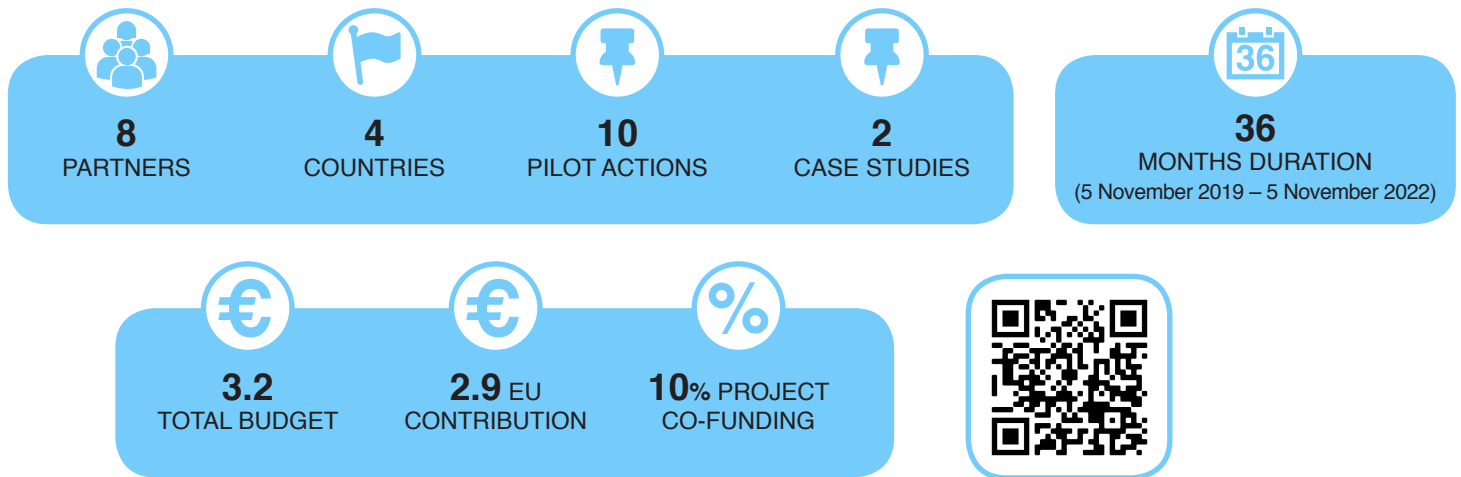 36
8
PARTNERS
4
COUNTRIES
10
PILOT ACTIONS
2
CASE STUDIES
36
MONTHS DURATION
(5 November 2019 – 5 November 2022)
€
3.2
TOTAL BUDGET
€
2.9 EU
CONTRIBUTION
%
10% PROJECT
CO-FUNDING